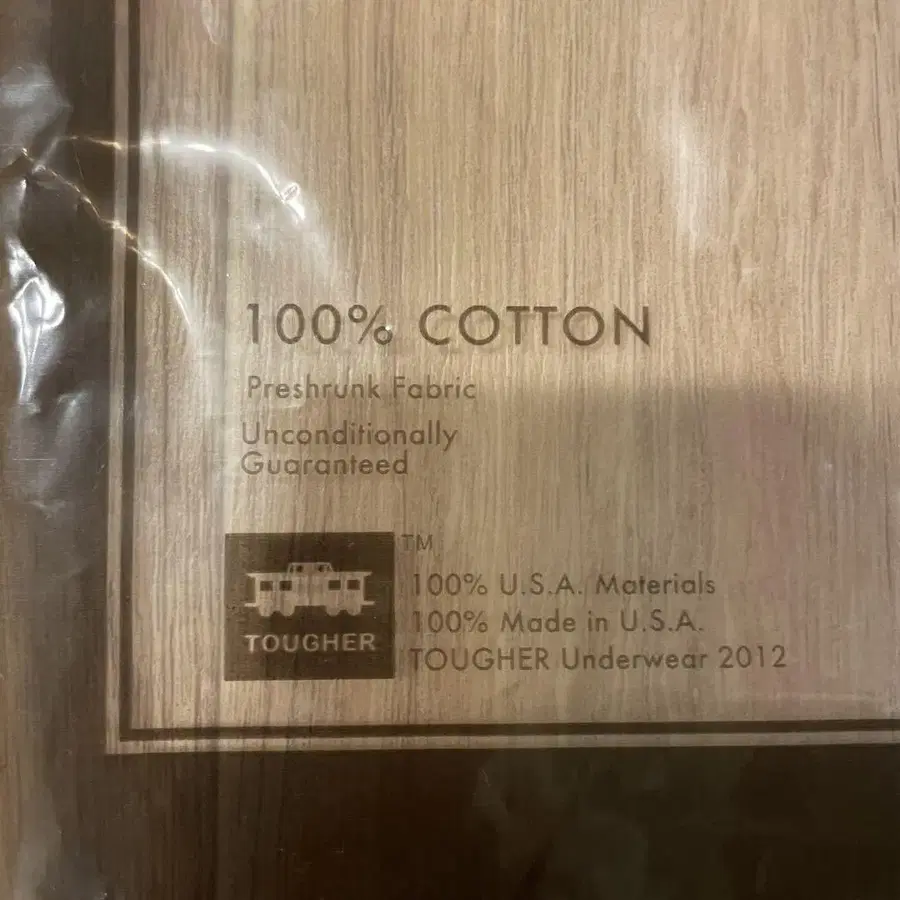 100% COTTON
Preshrunk Fabric
Unconditionally
Guaranteed
TM
TOUGHER
100% U.S.A. Materials
100% Made in U.S.A.
TOUGHER Underwear 2012